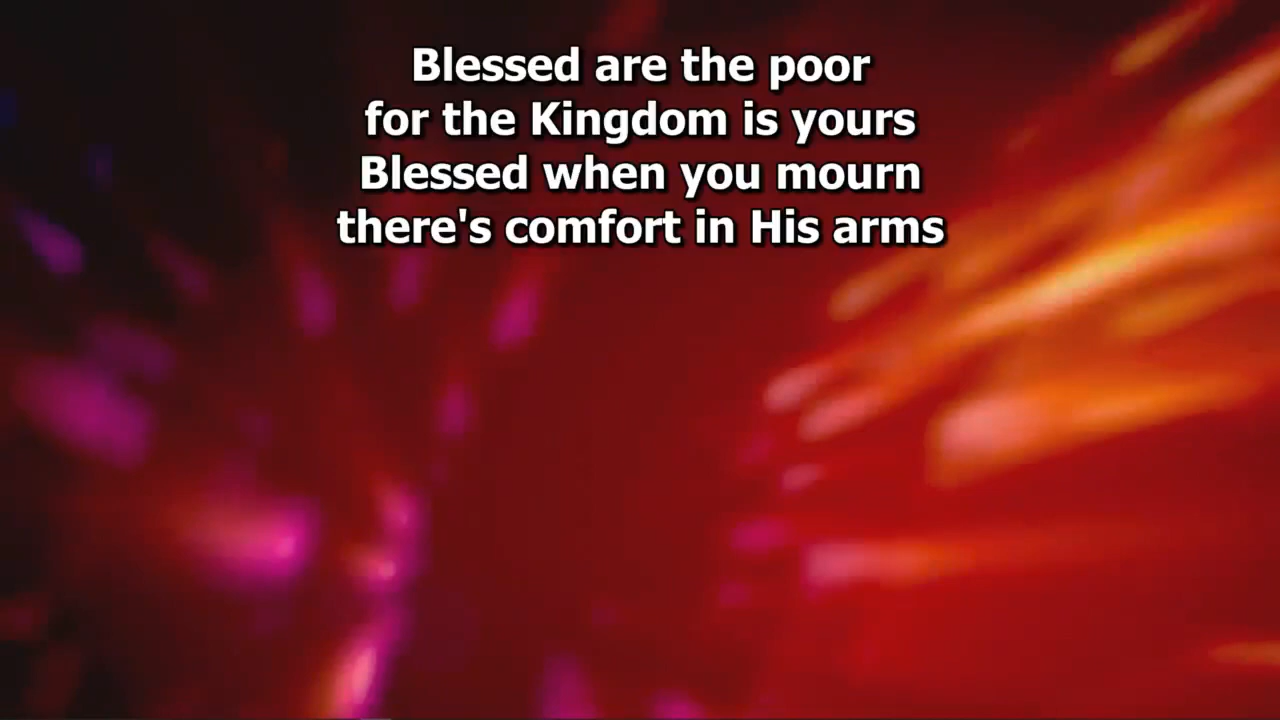 Blessed are the poor
for the Kingdom is yours
Blessed when you mourn
there's comfort in His arms